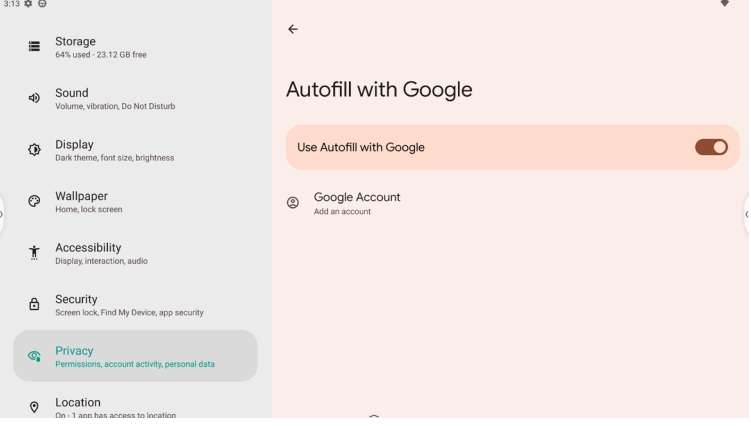 3:13
Storage
64% used - 23.12 GB free
Sound
Volume, vibration, Do Not Disturb
Display
Dark theme, font size, brightness
Wallpaper
Home, lock screen
Accessibility
Display, interaction, audio
Security
Screen lock, Find My Device, app security
Privacy
Permissions, account activity, personal data
Location
On - 1 app has access to location
Autofill with Google
Use Autofill with Google
Google Account
Add an account